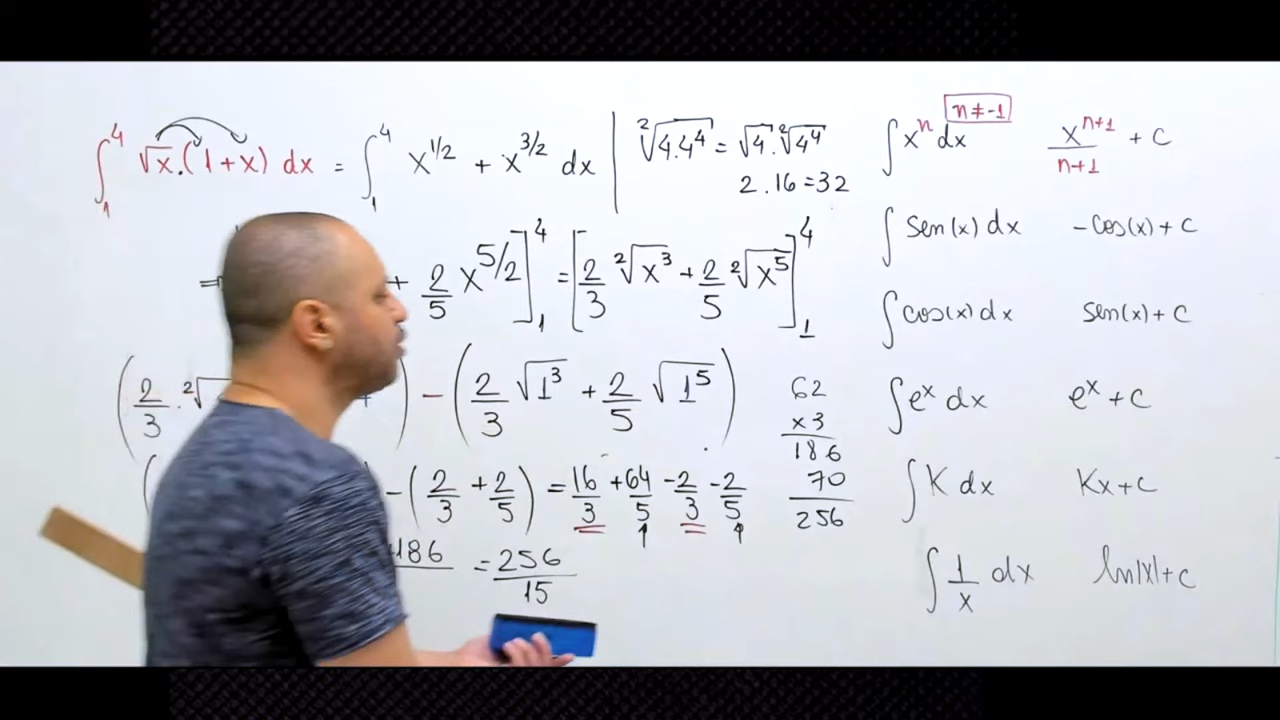 ∫₁⁴ √x.(1+x) dx = ∫₁⁴ x^1/2 + x^3/2 dx
+ 2/5 x^5/2]₁⁴ = [2/3 ²√x³ + 2/5 ²√x⁵]₁⁴
(2/3 . ²√ ) - (2/3 √1³ + 2/5 √1⁵)
( - (2/3 + 2/5) = 16/3 + 64/5 - 2/3 - 2/5
186 = 256/15
²√4.4⁴ = √4.²√4⁴
2.16=32
62
x3
186
70
256
n≠-1
∫xⁿ dx x^n+1/n+1 + c
∫sen(x) dx -cos(x) + c
∫cos(x) dx sen(x) + c
∫eˣ dx eˣ + c
∫K dx Kx + c
∫1/x dx ln|x| + c